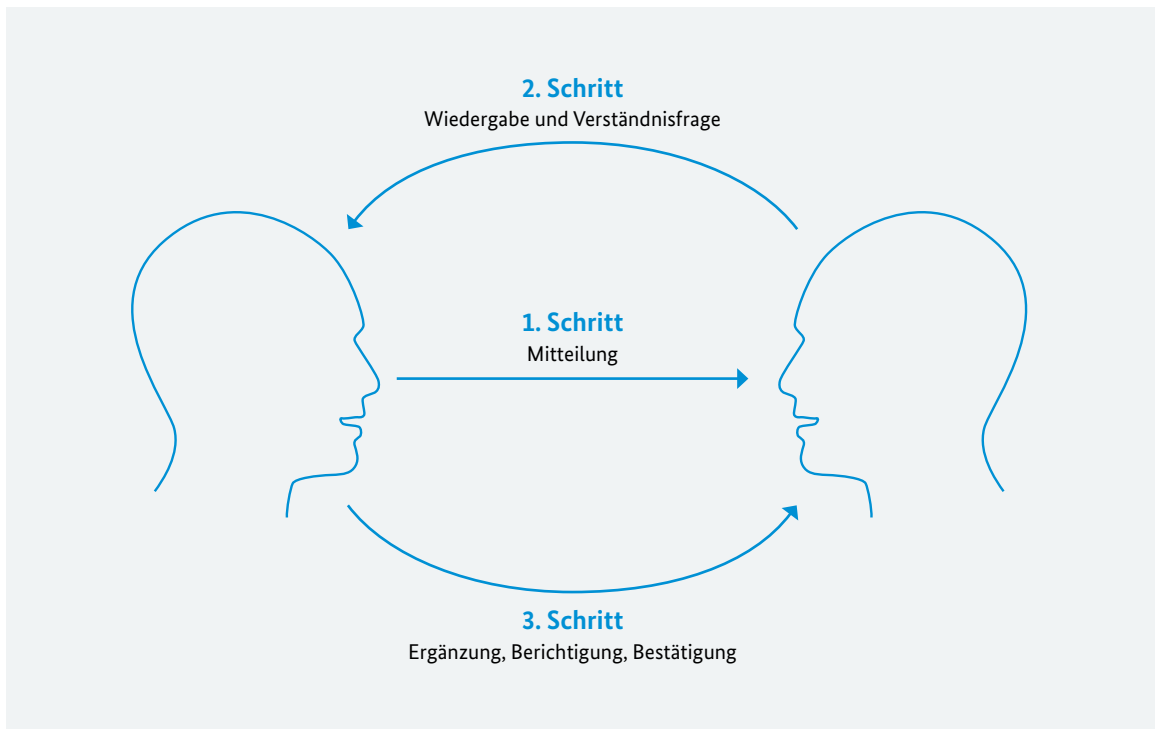 2. Schritt
Wiedergabe und Verständnisfrage
1. Schritt
Mitteilung
3. Schritt
Ergänzung, Berichtigung, Bestätigung